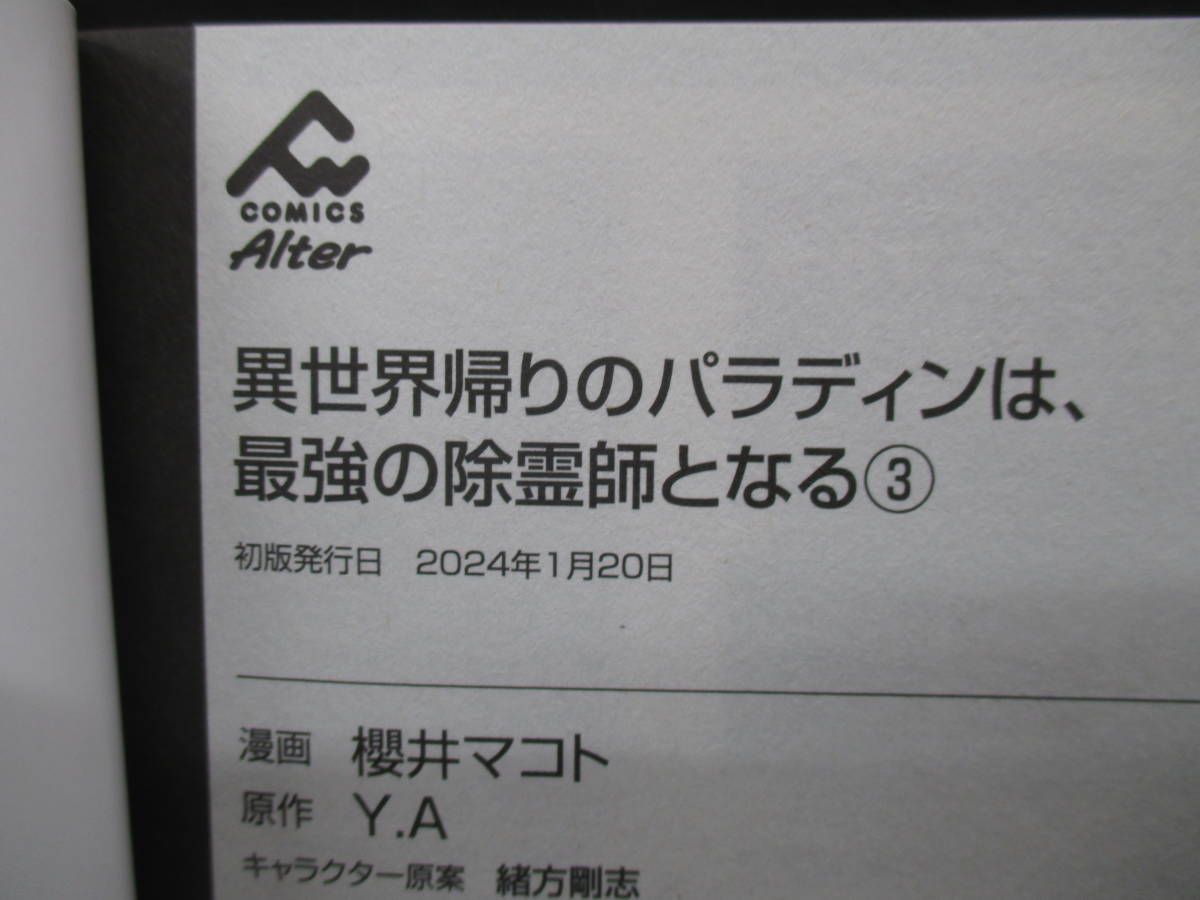 COMICS
Alter
異世界帰りのパラディンは、
最強の除霊師となる③
初版発行日 2024年1月20日
漫画 櫻井マコト
原作 Y.A
キャラクター原案 緒方剛志